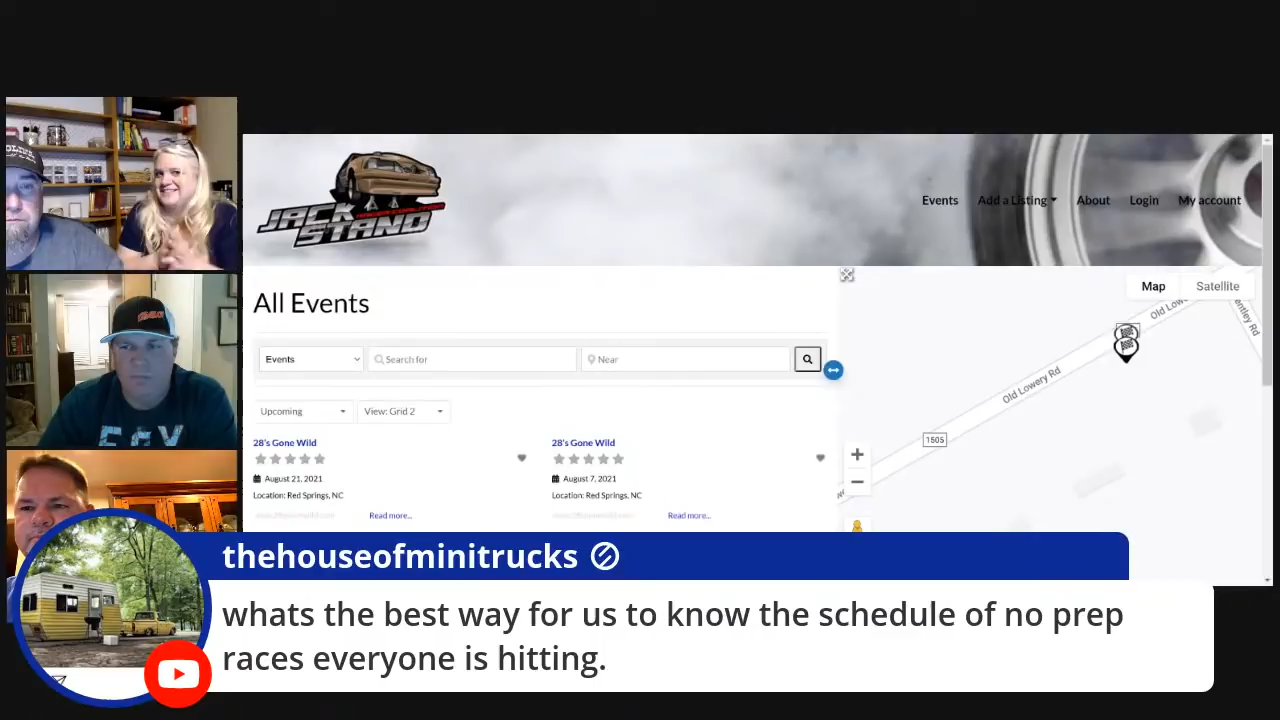 JACK
STAND
Events
Add a Listing
About
Login
My account
All Events
Events
Search for
Near
Upcoming
View: Grid 2
28's Gone Wild
August 21, 2021
Location: Red Springs, NC
Read more...
28's Gone Wild
August 7, 2021
Location: Red Springs, NC
Read more...
Map
Satellite
Old Lowery Rd
1505
thehouseofminitrucks
whats the best way for us to know the schedule of no prep
races everyone is hitting.